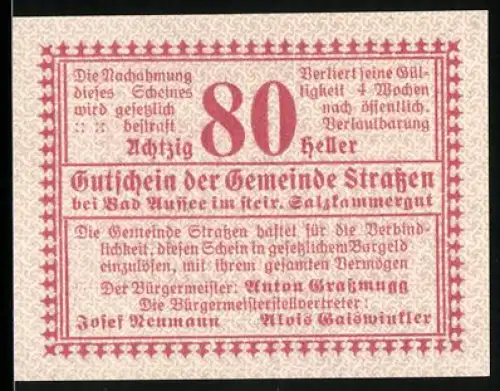 Die Nachahmung
dieses Scheines
wird gesetzlich
:: :: bestraft
80
Verliert seine Gül-
tigkeit 4 Wochen
nach öffentlich.
Verlautbarung
Achtzig Heller
Gutschein der Gemeinde Straßen
bei Bad Aussee im steir. Salzkammergut
Die Gemeinde Straßen haftet für die Verbind-
lichkeit, diesen Schein in gesetzlichem Bargeld
einzulösen, mit ihrem gesamten Vermögen
Der Bürgermeister: Anton Graßmugg
Die Bürgermeisterstellvertreter:
Josef Neumann Alois Gaiswinkler